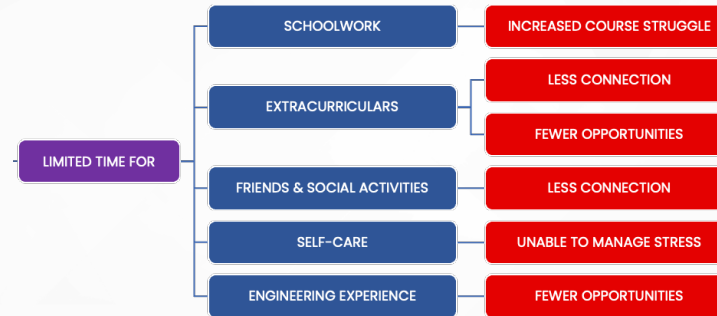 LIMITED TIME FOR
SCHOOLWORK
INCREASED COURSE STRUGGLE
EXTRACURRICULARS
LESS CONNECTION
FEWER OPPORTUNITIES
FRIENDS & SOCIAL ACTIVITIES
LESS CONNECTION
SELF-CARE
UNABLE TO MANAGE STRESS
ENGINEERING EXPERIENCE
FEWER OPPORTUNITIES